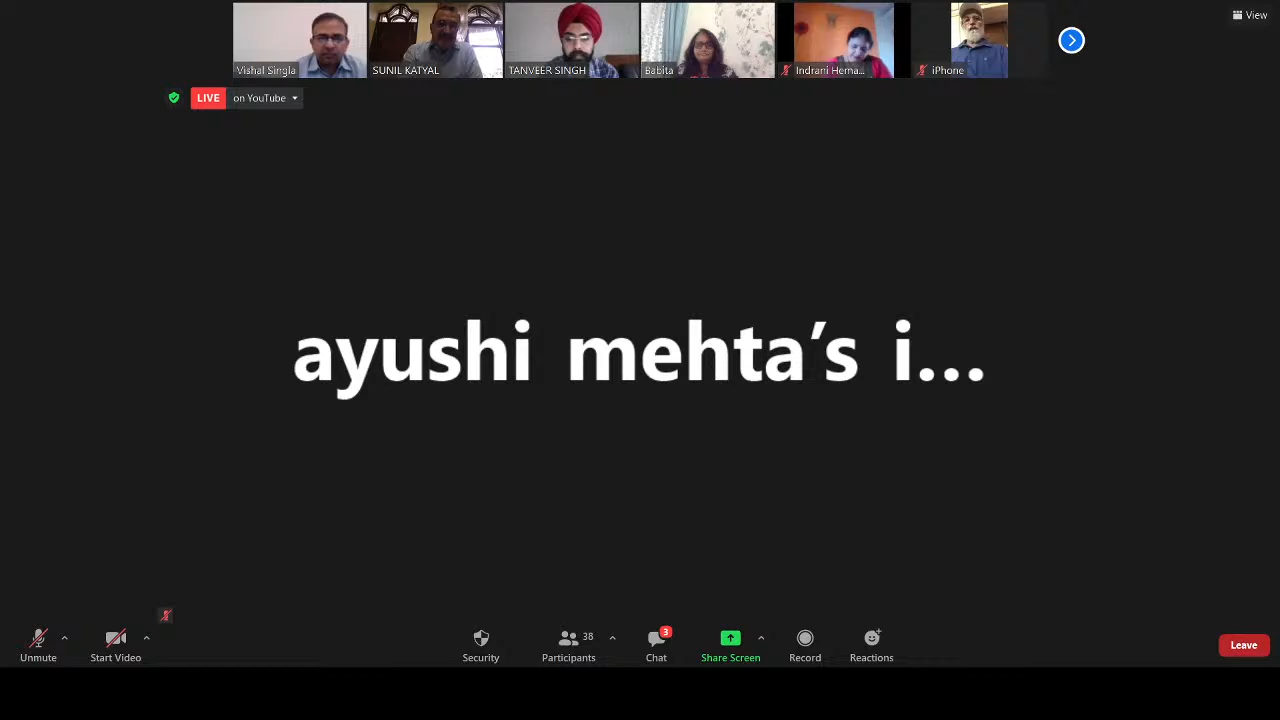 Vishal Singla
SUNIL KATYAL
TANVEER SINGH
Babita
Indrani Hema...
iPhone
View
LIVE on YouTube
ayushi mehta’s i...
Unmute
Start Video
Security
38
Participants
3
Chat
Share Screen
Record
Reactions
Leave